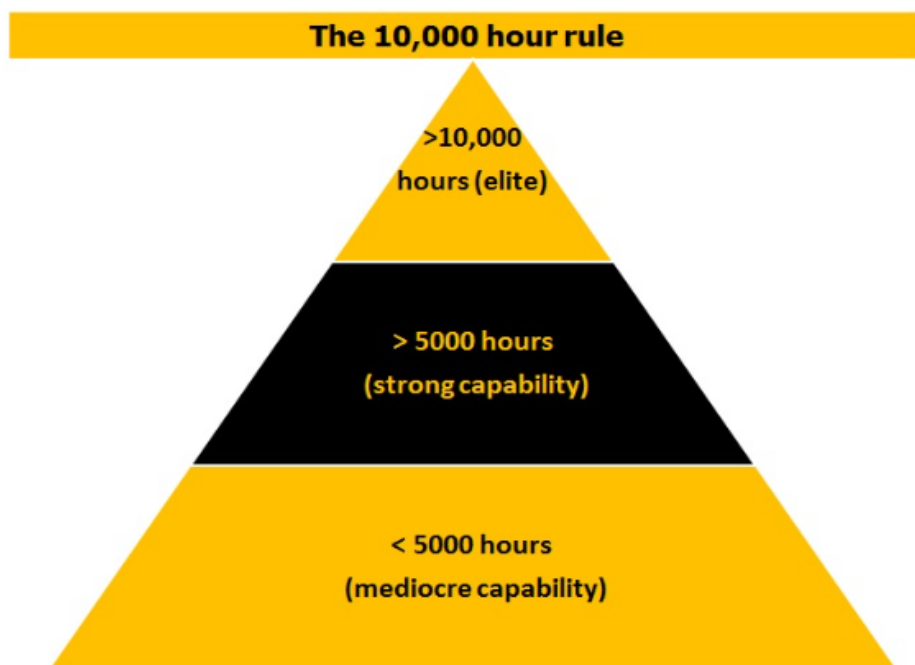 The 10,000 hour rule
>10,000
hours (elite)
> 5000 hours
(strong capability)
< 5000 hours
(mediocre capability)